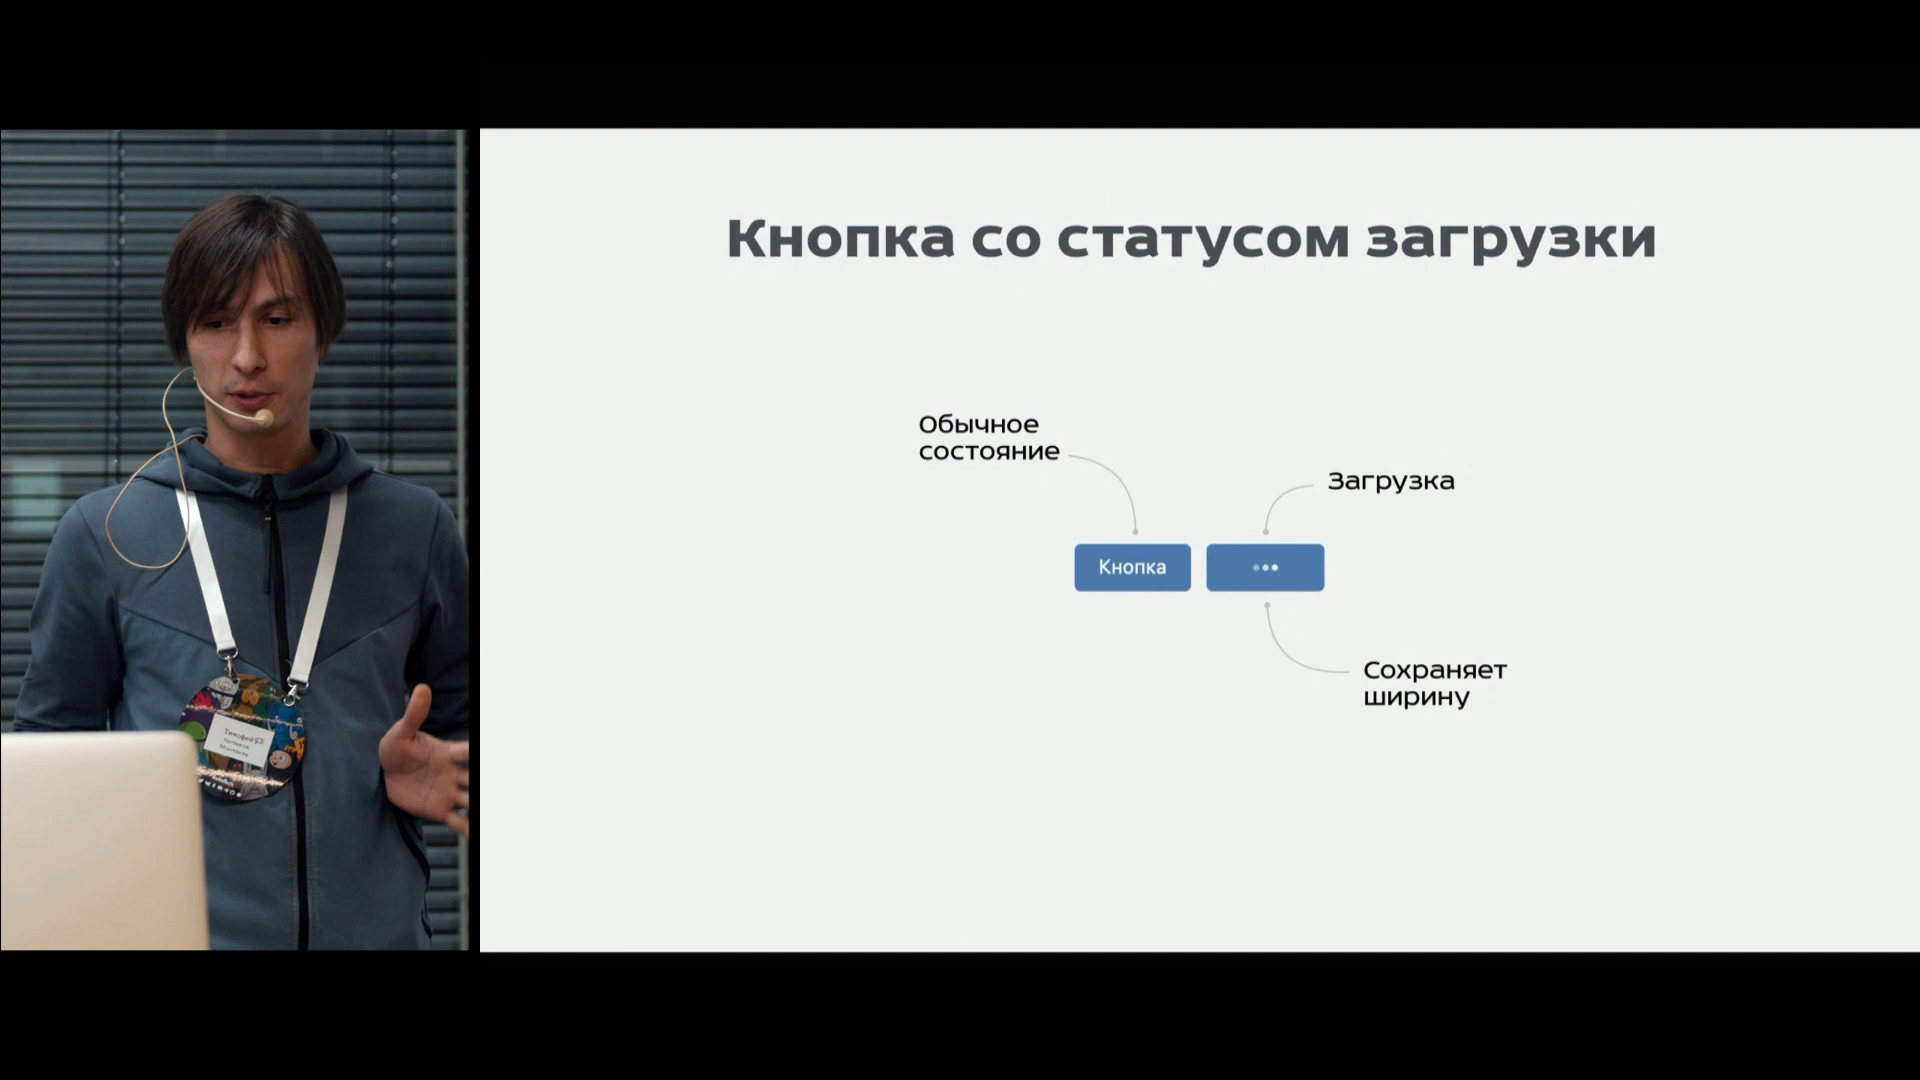 Кнопка со статусом загрузки
Обычное
состояние
Загрузка
Кнопка
Сохраняет
ширину